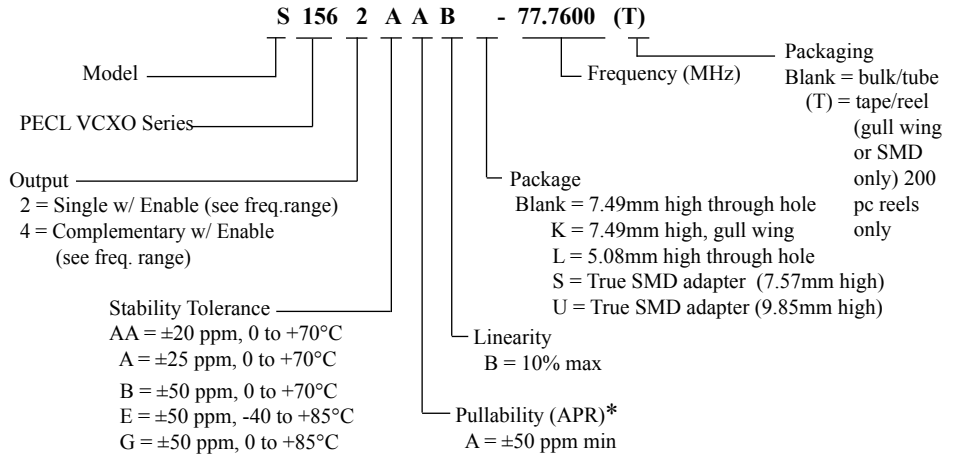 S 156 2 A A B - 77.7600 (T)
Model
PECL VCXO Series
Output
2 = Single w/ Enable (see freq.range)
4 = Complementary w/ Enable
(see freq. range)
Stability Tolerance
AA = ±20 ppm, 0 to +70°C
A = ±25 ppm, 0 to +70°C
B = ±50 ppm, 0 to +70°C
E = ±50 ppm, -40 to +85°C
G = ±50 ppm, 0 to +85°C
Pullability (APR)*
A = ±50 ppm min
Linearity
B = 10% max
Package
Blank = 7.49mm high through hole
K = 7.49mm high, gull wing
L = 5.08mm high through hole
S = True SMD adapter (7.57mm high)
U = True SMD adapter (9.85mm high)
Frequency (MHz)
Packaging
Blank = bulk/tube
(T) = tape/reel
(gull wing
or SMD
only) 200
pc reels
only